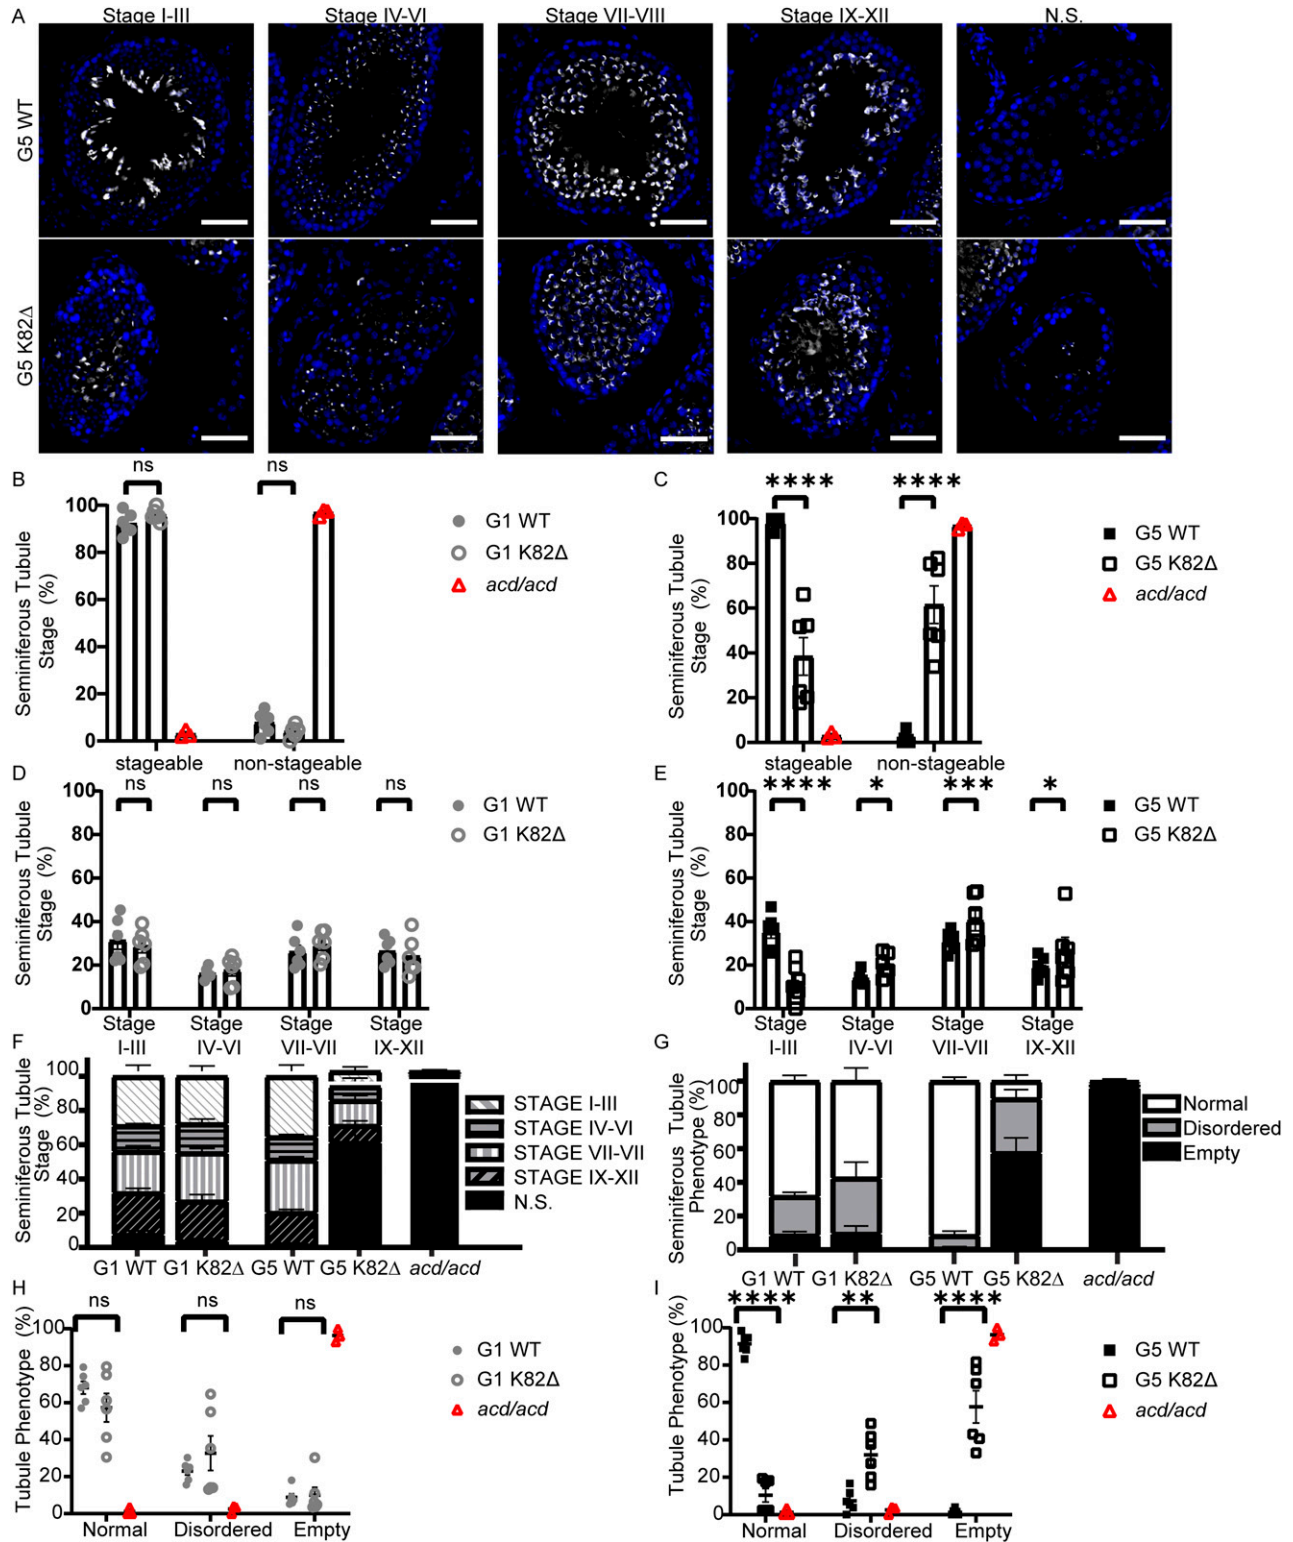 A
Stage I-III
Stage IV-VI
Stage VII-VIII
Stage IX-XII
N.S.
G5 WT
G5 K82Δ
B
ns
ns
Seminiferous Tubule
Stage (%)
100
80
60
40
20
0
stageable
non-stageable
G1 WT
G1 K82Δ
acd/acd
C
****
****
Seminiferous Tubule
Stage (%)
100
80
60
40
20
0
stageable
non-stageable
G5 WT
G5 K82Δ
acd/acd
D
ns
ns
ns
ns
Seminiferous Tubule
Stage (%)
100
80
60
40
20
0
Stage
I-III
Stage
IV-VI
Stage
VII-VII
Stage
IX-XII
G1 WT
G1 K82Δ
E
****
*
***
*
Seminiferous Tubule
Stage (%)
100
80
60
40
20
0
Stage
I-III
Stage
IV-VI
Stage
VII-VII
Stage
IX-XII
G5 WT
G5 K82Δ
F
Seminiferous Tubule
Stage (%)
100
80
60
40
20
0
G1 WT
G1 K82Δ
G5 WT
G5 K82Δ
acd/acd
STAGE I-III
STAGE IV-VI
STAGE VII-VII
STAGE IX-XII
N.S.
G
Seminiferous Tubule
Phenotype (%)
100
80
60
40
20
0
G1 WT
G1 K82Δ
G5 WT
G5 K82Δ
acd/acd
Normal
Disordered
Empty
H
ns
ns
ns
Tubule Phenotype (%)
100
80
60
40
20
0
Normal
Disordered
Empty
G1 WT
G1 K82Δ
acd/acd
I
****
**
****
Tubule Phenotype (%)
100
80
60
40
20
0
Normal
Disordered
Empty
G5 WT
G5 K82Δ
acd/acd